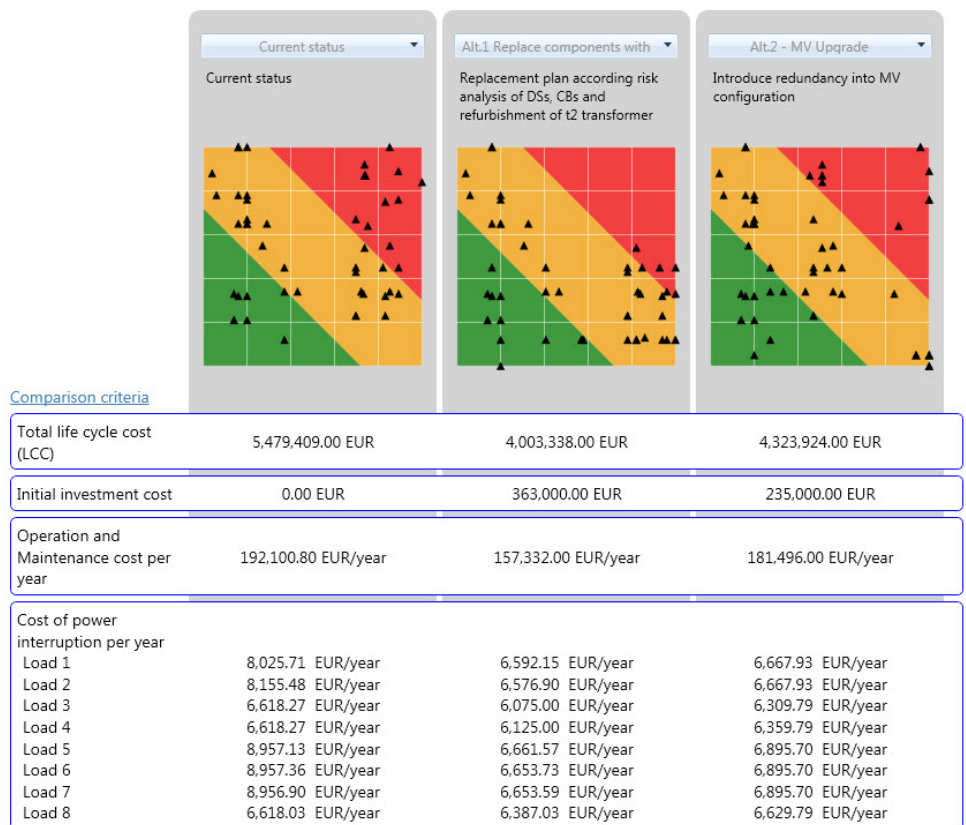 Current status
Alt.1 Replace components with
Alt.2 - MV Upgrade
Current status
Replacement plan according risk
analysis of DSs, CBs and
refurbishment of t2 transformer
Introduce redundancy into MV
configuration
Comparison criteria
Total life cycle cost
(LCC)
5,479,409.00 EUR
4,003,338.00 EUR
4,323,924.00 EUR
Initial investment cost
0.00 EUR
363,000.00 EUR
235,000.00 EUR
Operation and
Maintenance cost per
year
192,100.80 EUR/year
157,332.00 EUR/year
181,496.00 EUR/year
Cost of power
interruption per year
Load 1 8,025.71 EUR/year 6,592.15 EUR/year 6,667.93 EUR/year
Load 2 8,155.48 EUR/year 6,576.90 EUR/year 6,667.93 EUR/year
Load 3 6,618.27 EUR/year 6,075.00 EUR/year 6,309.79 EUR/year
Load 4 6,618.27 EUR/year 6,125.00 EUR/year 6,359.79 EUR/year
Load 5 8,957.13 EUR/year 6,661.57 EUR/year 6,895.70 EUR/year
Load 6 8,957.36 EUR/year 6,653.73 EUR/year 6,895.70 EUR/year
Load 7 8,956.90 EUR/year 6,653.59 EUR/year 6,895.70 EUR/year
Load 8 6,618.03 EUR/year 6,387.03 EUR/year 6,629.79 EUR/year